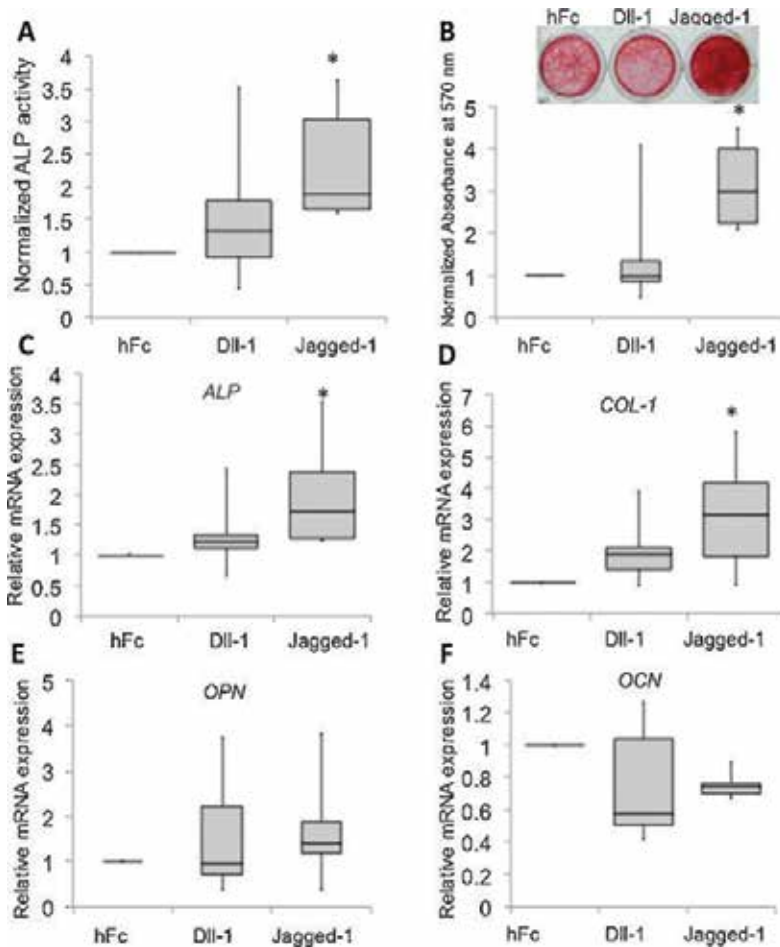 A
Normalized ALP activity
4
3.5
3
2.5
2
1.5
1
0.5
0
*
hFc Dll-1 Jagged-1
B
hFc Dll-1 Jagged-1
Normalized Absorbance at 570 nm
5
4
3
2
1
0
*
hFc Dll-1 Jagged-1
C
ALP
Relative mRNA expression
4
3.5
3
2.5
2
1.5
1
0.5
0
*
hFc Dll-1 Jagged-1
D
COL-1
Relative mRNA expression
7
6
5
4
3
2
1
0
*
hFc Dll-1 Jagged-1
E
OPN
Relative mRNA expression
5
4
3
2
1
0
hFc Dll-1 Jagged-1
F
OCN
Relative mRNA expression
1.4
1.2
1
0.8
0.6
0.4
0.2
0
hFc Dll-1 Jagged-1